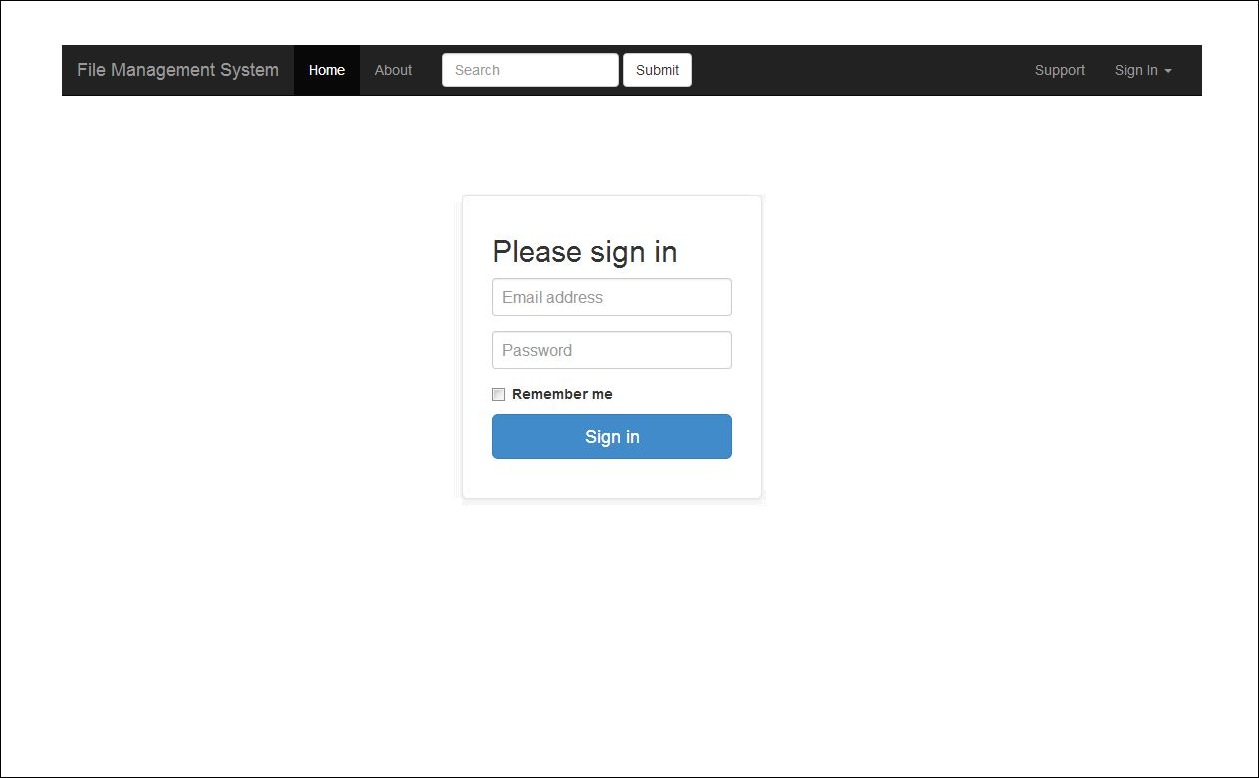 File Management System Home About Search Submit Support Sign In
Please sign in
Email address
Password
Remember me
Sign in